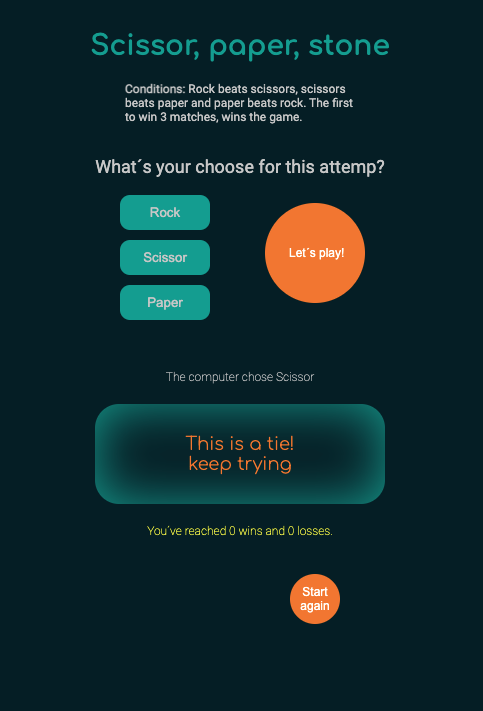 Scissor, paper, stone
Conditions: Rock beats scissors, scissors
beats paper and paper beats rock. The first
to win 3 matches, wins the game.
What´s your choose for this attemp?
Rock
Scissor
Paper
Let´s play!
The computer chose Scissor
This is a tie!
keep trying
You´ve reached 0 wins and 0 losses.
Start
again